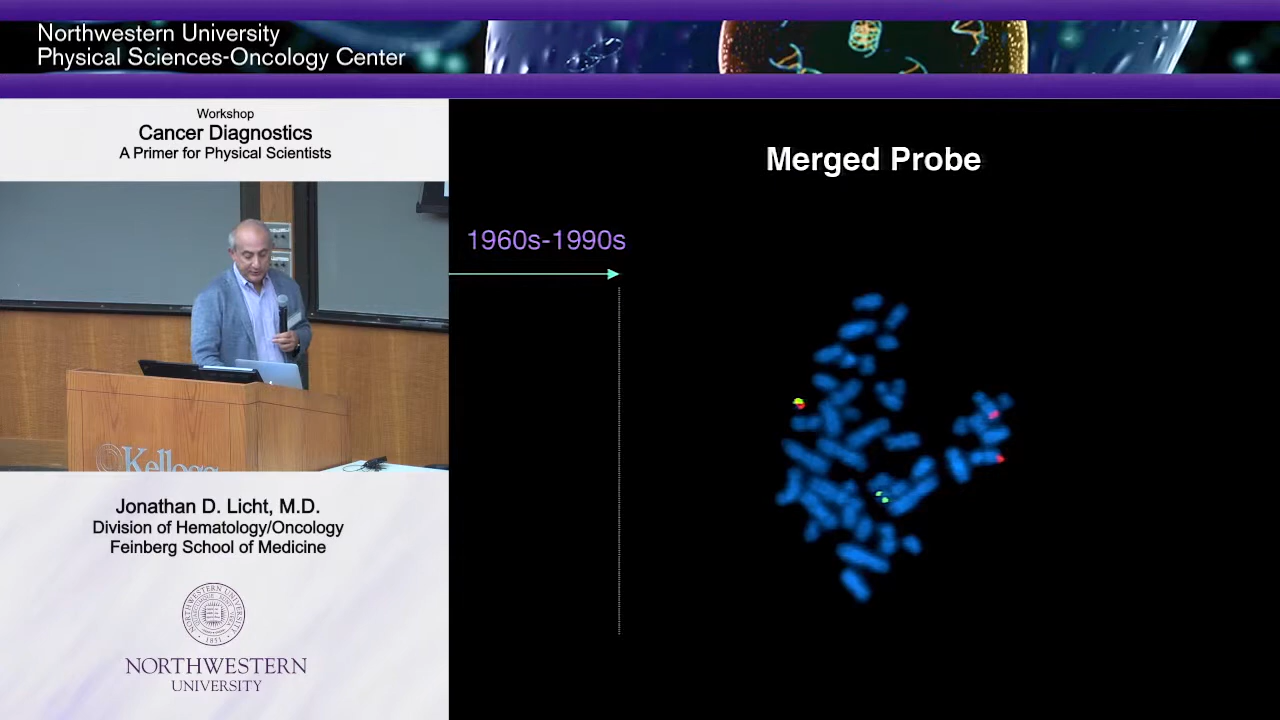 Northwestern University
Physical Sciences-Oncology Center
Workshop
Cancer Diagnostics
A Primer for Physical Scientists
Merged Probe
1960s-1990s
Jonathan D. Licht, M.D.
Division of Hematology/Oncology
Feinberg School of Medicine
NORTHWESTERN
UNIVERSITY